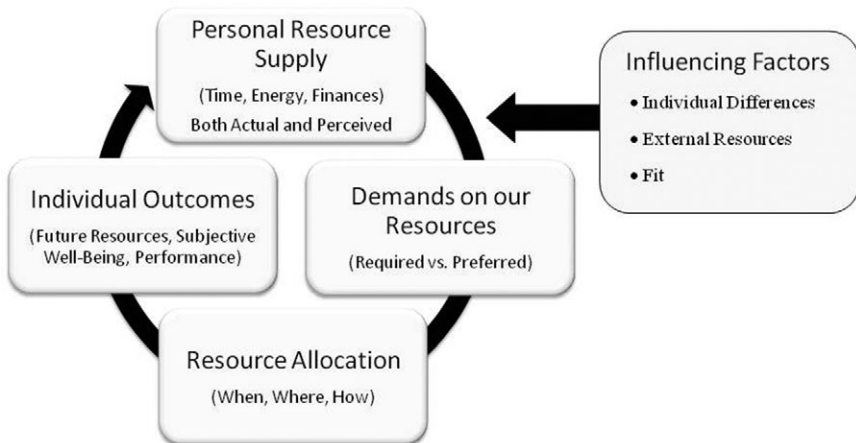 Personal Resource
Supply
(Time, Energy, Finances)
Both Actual and Perceived
Influencing Factors
• Individual Differences
• External Resources
• Fit
Individual Outcomes
(Future Resources, Subjective
Well-Being, Performance)
Demands on our
Resources
(Required vs. Preferred)
Resource Allocation
(When, Where, How)